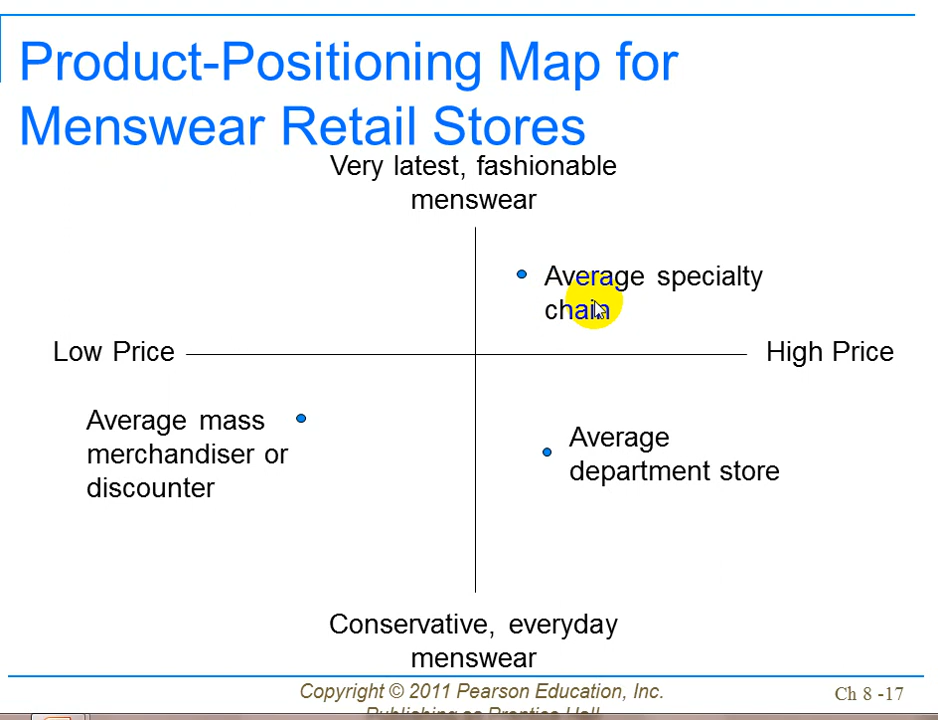 Product-Positioning Map for
Menswear Retail Stores
Very latest, fashionable
menswear
Average specialty
chain
Low Price
High Price
Average mass
merchandiser or
discounter
Average
department store
Conservative, everyday
menswear
Copyright © 2011 Pearson Education, Inc.
Publishing as Prentice Hall
Ch 8 -17